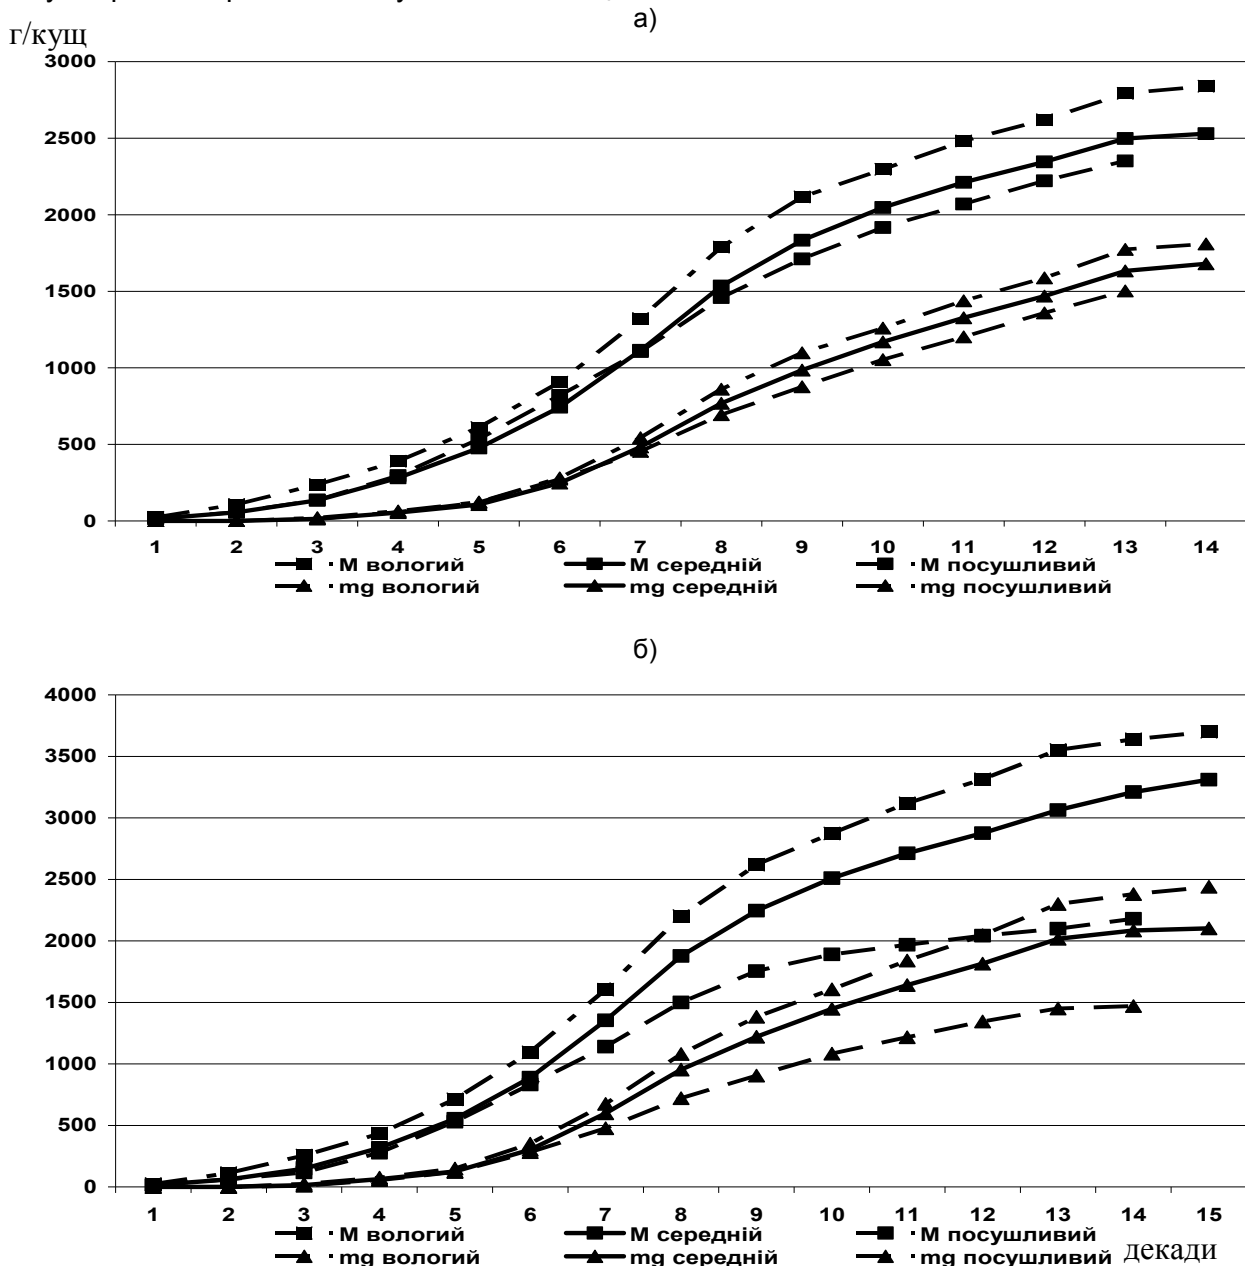 а)
г/кущ
3000
2500
2000
1500
1000
500
0
1 2 3 4 5 6 7 8 9 10 11 12 13 14
М вологий М середній М посушливий
mg вологий mg середній mg посушливий
б)
4000
3500
3000
2500
2000
1500
1000
500
0
1 2 3 4 5 6 7 8 9 10 11 12 13 14 15
М вологий М середній М посушливий
mg вологий mg середній mg посушливий
декади